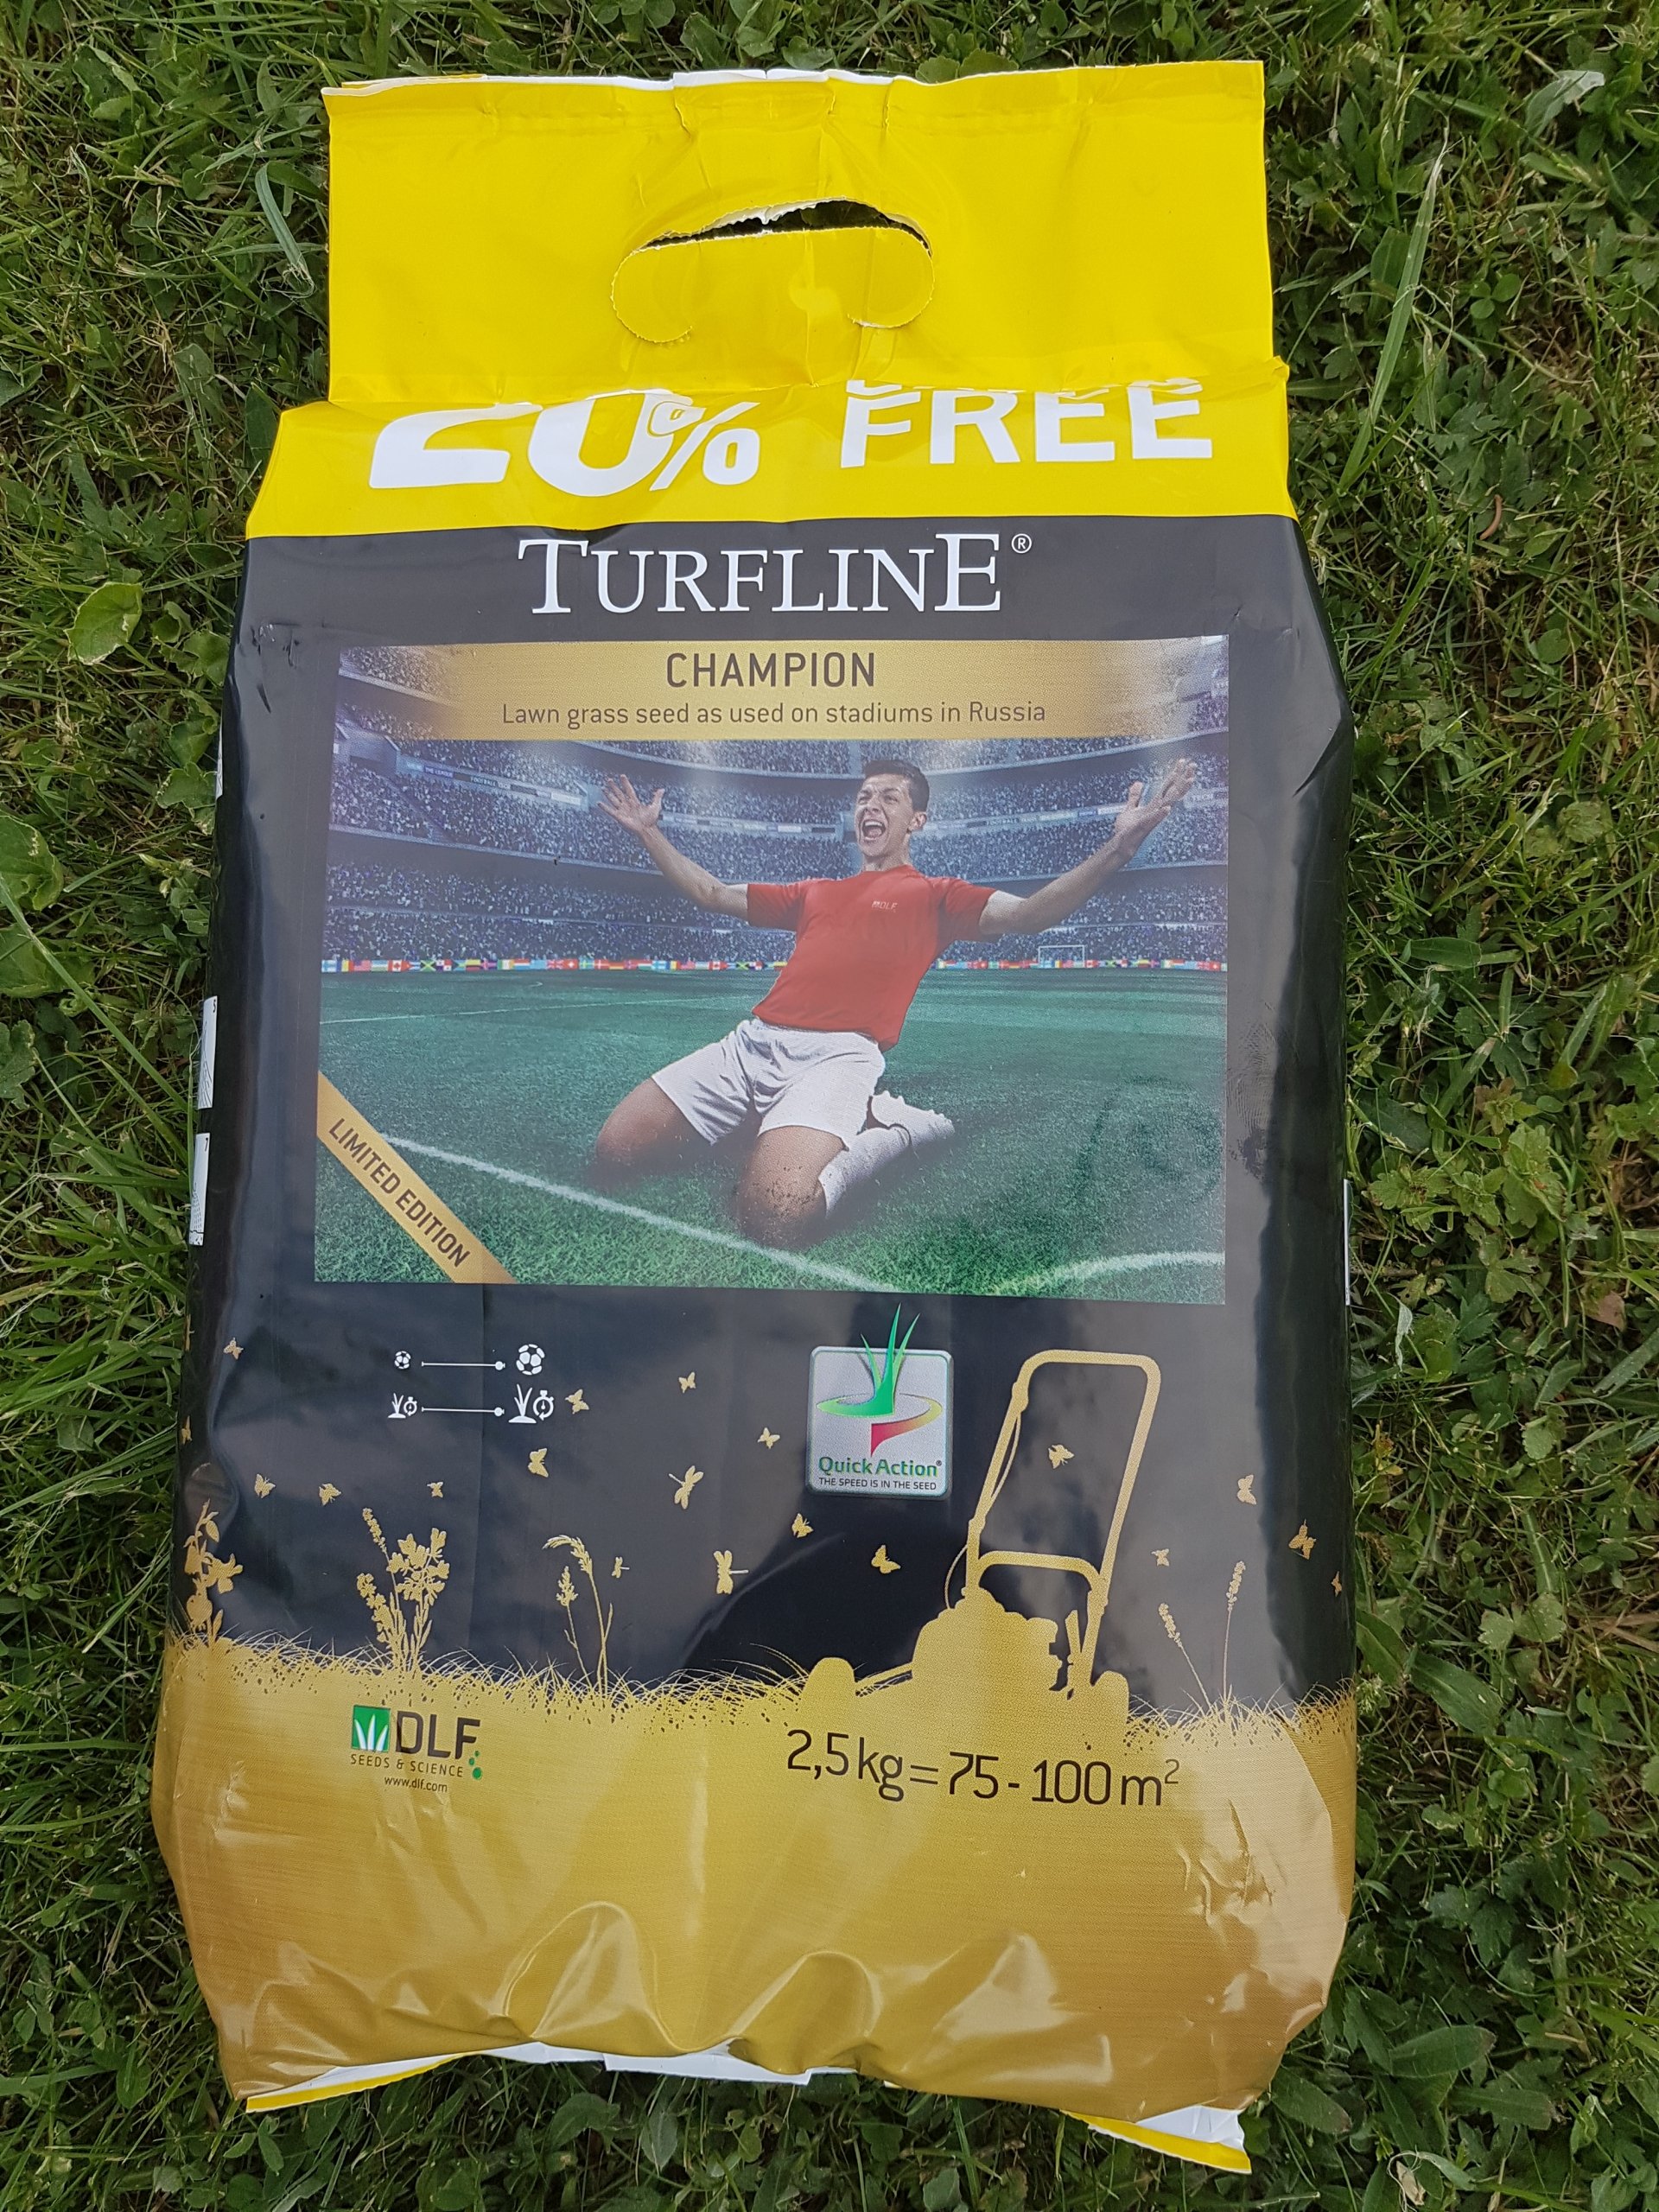 20% FREE
TURFLINE®
CHAMPION
Lawn grass seed as used on stadiums in Russia
DLF
LIMITED EDITION
Quick Action®
THE SPEED IS IN THE SEED
DLF
SEEDS & SCIENCE
www.dlf.com
2,5 kg = 75 - 100 m²